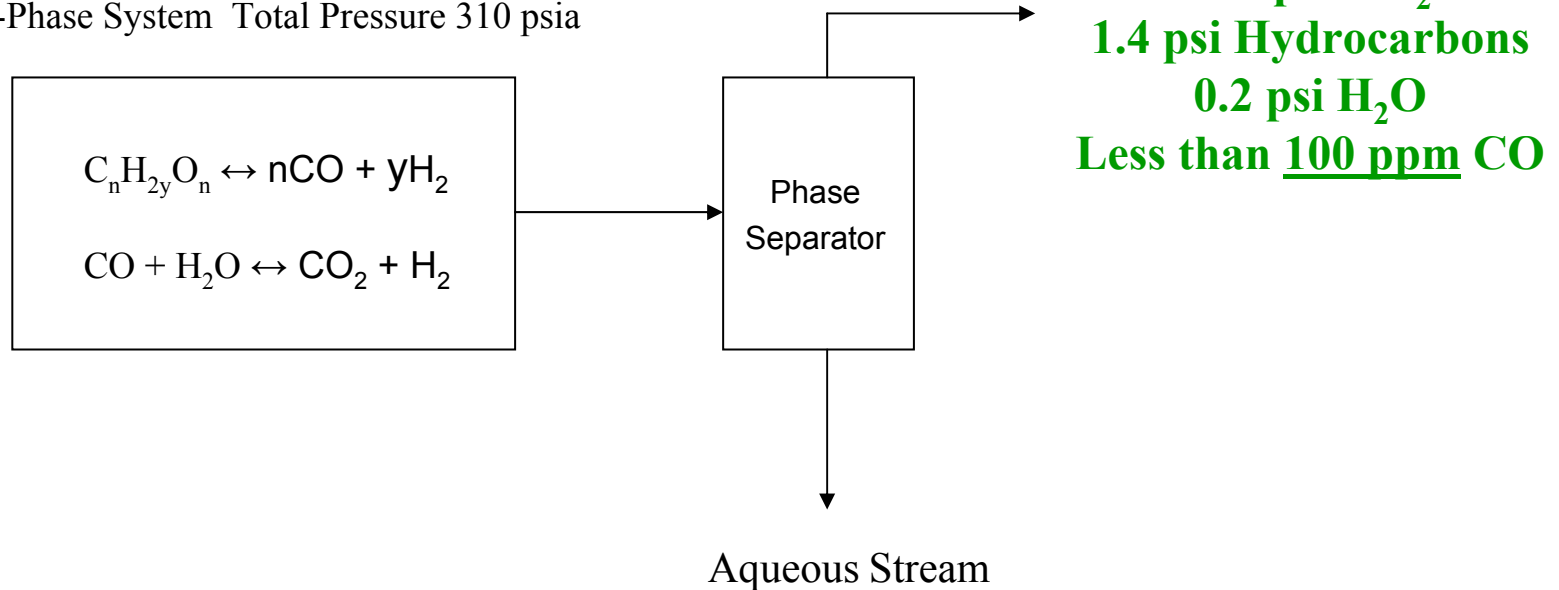 -Phase System Total Pressure 310 psia
1.4 psi Hydrocarbons
0.2 psi H₂O
Less than 100 ppm CO
CₙH₂ᵧOₙ ↔ nCO + yH₂
CO + H₂O ↔ CO₂ + H₂
Phase
Separator
Aqueous Stream